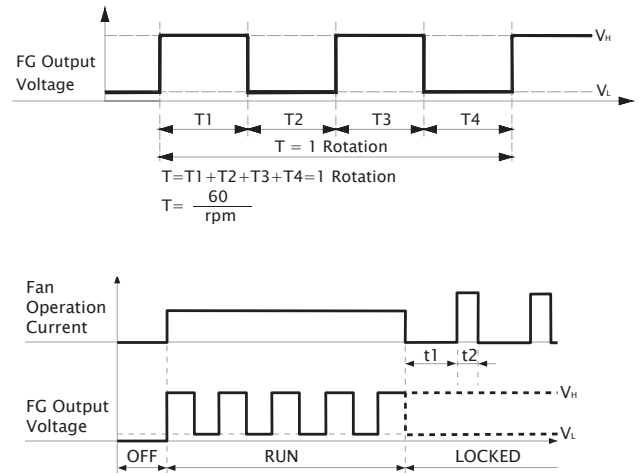 FG Output
Voltage
VH
VL
T1 T2 T3 T4
T = 1 Rotation
T=T1+T2+T3+T4=1 Rotation
T= 60
rpm
Fan
Operation
Current
t1 t2
FG Output
Voltage
VH
VL
OFF RUN LOCKED